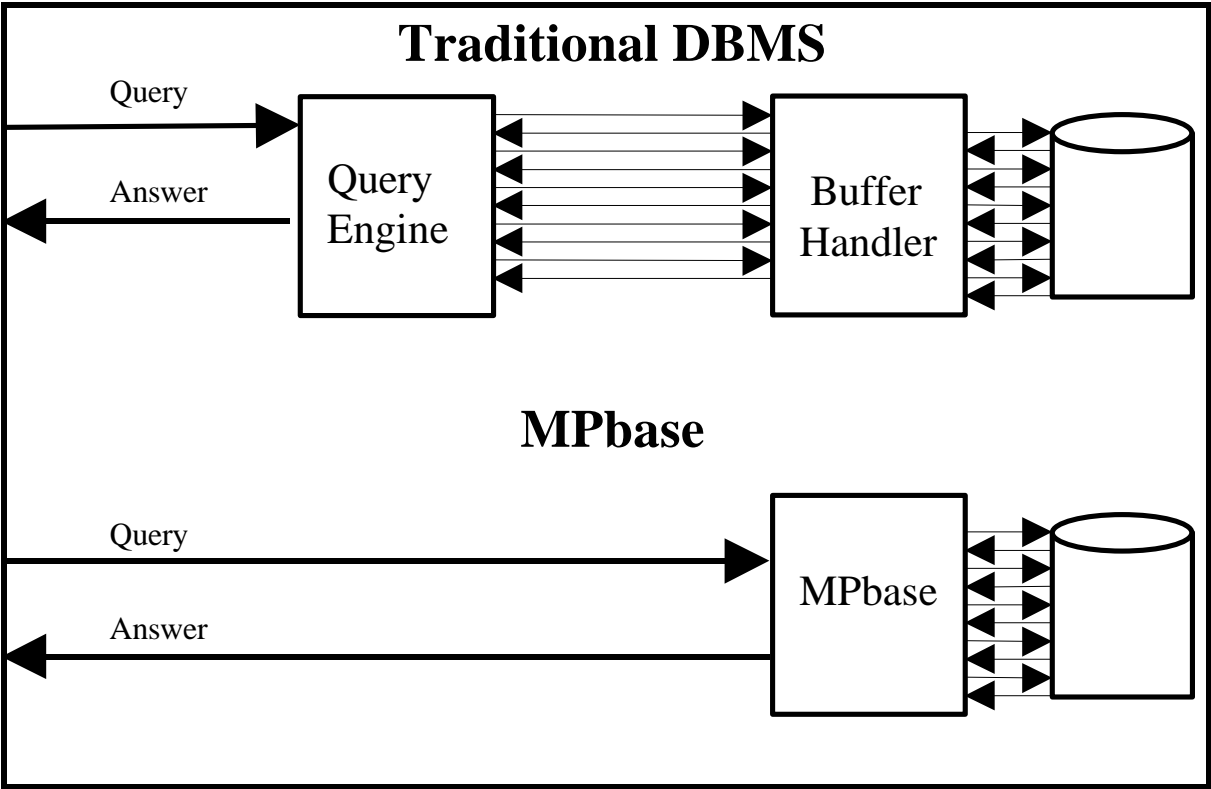 Traditional DBMS
Query
Answer
Query
Engine
Buffer
Handler
MPbase
Query
Answer
MPbase